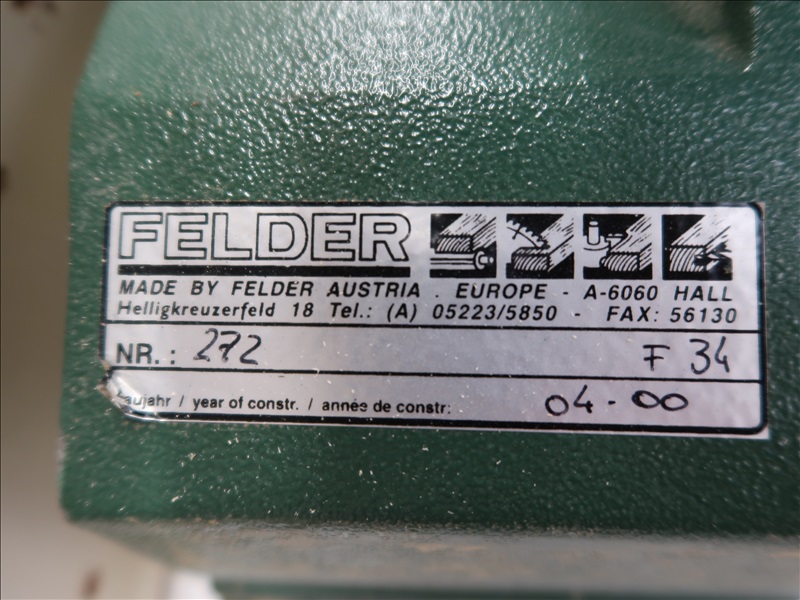 FELDER
MADE BY FELDER AUSTRIA . EUROPE - A-6060 HALL
Helligkreuzerfeld 18 Tel.: (A) 05223/5850 - FAX: 56130
NR. : 272 F 34
aujahr / year of constr. / année de constr: 04-00